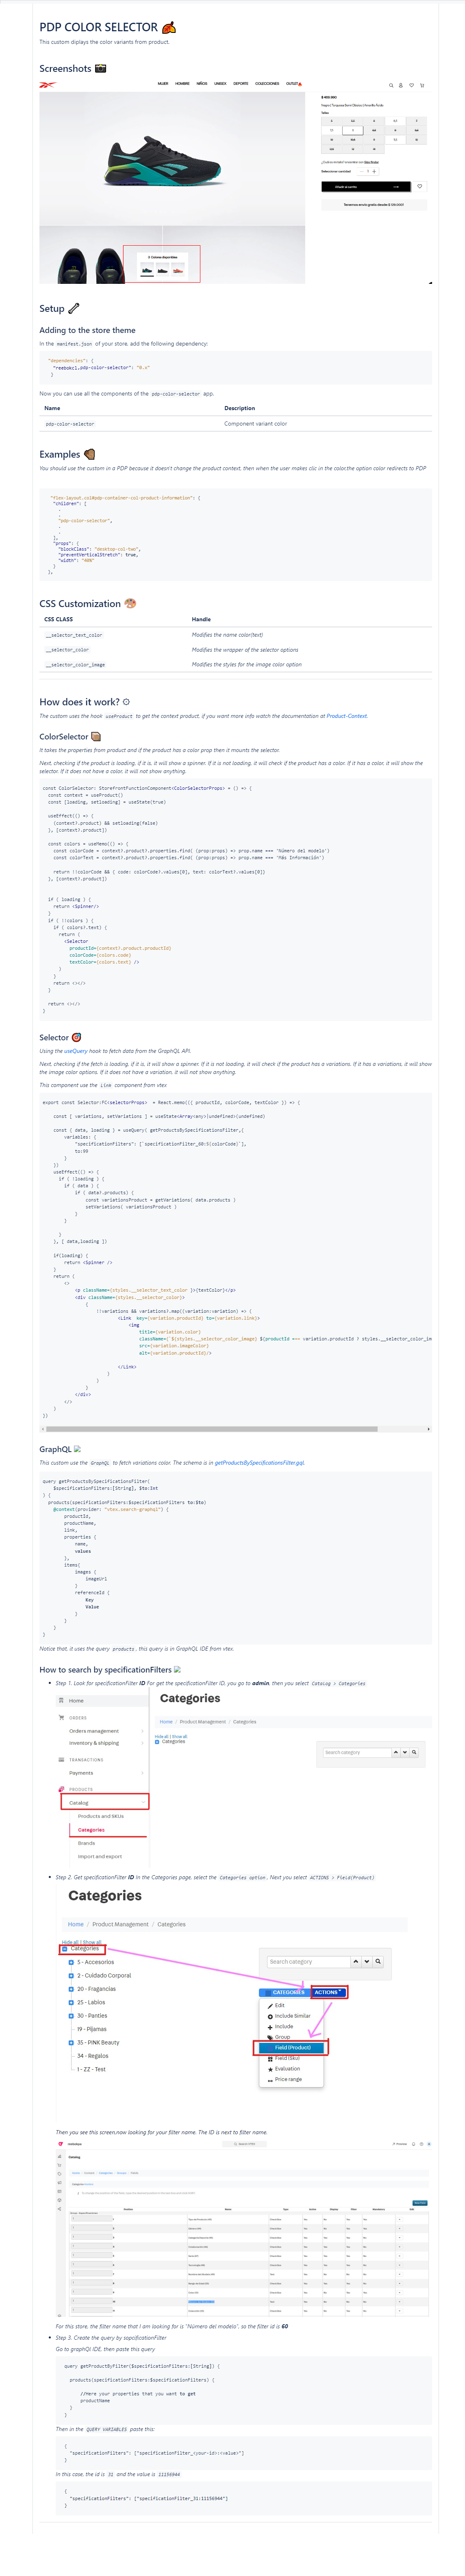 PDP COLOR SELECTOR
This custom displays the color variants from product.
Screenshots
MUJER HOMBRE NIÑOS UNISEX DEPORTE COLECCIONES OUTLET
Seleccionar cantidad
1
Añadir al carrito
2 Colores disponibles
Setup
Adding to the store theme
In the manifest.json of your store, add the following dependency:
"dependencies": {
"reebokcl.pdp-color-selector": "0.x"
}
Now you can use all the components of the pdp-color-selector app.
Name Description
pdp-color-selector Component variant color
Examples
You should use the custom in a PDP because it doesn't change the product context, then when the user makes clic in the color,the option color redirects to PDP
"flex-layout.col#pdp-container-col-product-information": {
"children": [
.
.
"pdp-color-selector",
.
.
],
"props": {
"blockClass": "desktop-col-two",
"preventVerticalStretch": true,
"width": "40%"
}
},
CSS Customization
CSS CLASS Handle
__selector_text_color Modifies the name color(text)
__selector_color Modifies the wrapper of the selector options
__selector_color_image Modifies the styles for the image color option
How does it work?
The custom uses the hook useProduct to get the context product, if you want more info watch the documentation at Product-Context.
ColorSelector
It takes the properties from product and if the product has a color prop then it mounts the selector.
Next, checking if the product is loading, if it is, it will show a spinner. If it is not loading, it will check if the product has a color. If it has a color, it will show the
selector. If it does not have a color, it will not show anything.
const ColorSelector: StorefrontFunctionComponent<ColorSelectorProps> = () => {
const context = useProduct()
const [loading, setloading] = useState(true)
useEffect(() => {
(context?.product) && setloading(false)
}, [context?.product])
const colors = useMemo(() => {
const colorCode = context?.product?.properties.find( (prop:props) => prop.name === 'Número del modelo')
const colorText = context?.product?.properties.find( (prop:props) => prop.name === 'Más Información')
return !!colorCode && { code: colorCode?.values[0], text: colorText?.values[0]}
}, [context?.product])
if ( loading ) {
return <Spinner/>
}
if ( !!colors ) {
if ( colors?.text) {
return (
<Selector
productId={context?.product.productId}
colorCode={colors.code}
textColor={colors.text} />
)
}
return <></>
}
return <></>
}
Selector
Using the useQuery hook to fetch data from the GraphQL API.
Next, checking if the fetch is loading, if it is, it will show a spinner. If it is not loading, it will check if the product has a variations. If it has a variations, it will show
the image color options. If it does not have a variation, it will not show anything.
This component use the Link component from vtex
export const Selector:FC<selectorProps> = React.memo(({ productId, colorCode, textColor }) => {
const [ variations, setVariations ] = useState<Array<any>|undefined>(undefined)
const { data, loading } = useQuery( getProductsBySpecificationsFilter,{
variables: {
"specificationFilters": [`specificationFilter_60:${colorCode}`],
to:99
}
})
useEffect(() => {
if ( !loading ) {
if ( data ) {
if ( data?.products) {
const variationsProduct = getVariations( data.products )
setVariations( variationsProduct )
}
}
}
}, [ data,loading ])
if(loading) {
return <Spinner />
}
return (
<>
<p className={styles.__selector_text_color }>{textColor}</p>
<div className={styles.__selector_color}>
{
!!variations && variations?.map((variation:variation) => {
<Link key={variation.productId} to={variation.link}>
<img
title={variation.color}
className={`${styles.__selector_color_image} ${productId === variation.productId ? styles.__selector_color_im
src={variation.imageColor}
alt={variation.productId}/>
</Link>
)
}
)
}
</div>
</>
)
})
GraphQL
This custom use the GraphQL to fetch variations color. The schema is in getProductsBySpecificationsFilter.gql.
query getProductsBySpecificationsFilter(
$specificationFilters:[String], $to:Int
) {
products(specificationFilters:$specificationFilters to:$to)
@context(provider: "vtex.search-graphql") {
productId,
productName,
link,
properties {
name,
values
},
items{
images {
imageUrl
}
referenceId {
Key
Value
}
}
}
}
Notice that: it uses the query products, this query is in GraphQL IDE from vtex.
How to search by specificationFilters
Step 1. Look for specificationFilter ID For get the specificationFilter ID, you go to admin, then you select Catalog > Categories
Home
ORDERS
Orders management
Inventory & shipping
TRANSACTIONS
Payments
PRODUCTS
Catalog
Products and SKUs
Categories
Brands
Import and export
Categories
Home / Product Management / Categories
Hide all | Show all
Categories
Search category
Step 2. Get specificationFilter ID In the Categories page, select the Categories option, Next you select ACTIONS > Field(Product)
Categories
Home / Product Management / Categories
Hide all | Show all
Categories
5 - Accesorios
2 - Cuidado Corporal
20 - Fragancias
25 - Labios
30 - Panties
19 - Pijamas
35 - PINK Beauty
34 - Regalos
1 - ZZ - Test
Search category
CATEGORIES ACTIONS
Edit
Include Similar
Include
Group
Field (Product)
Field (Sku)
Evaluation
Price range
Then you see this screen,now looking for your filter name. The ID is next to filter name.
For this store, the filter name that I am looking for is "Número del modelo", so the filter id is 60
Step 3. Create the query by sspecificationFilter
Go to graphQl IDE, then paste this query
query getProductByFilter($specificationFilters:[String]) {
products(specificationFilters:$specificationFilters) {
//Here your properties that you want to get
productName
}
}
Then in the QUERY VARIABLES paste this:
{
"specificationFilters": ["specificationFilter_<your-id>:<value>"]
}
In this case, the id is 31 and the value is 11156944
{
"specificationFilters": ["specificationFilter_31:11156944"]
}